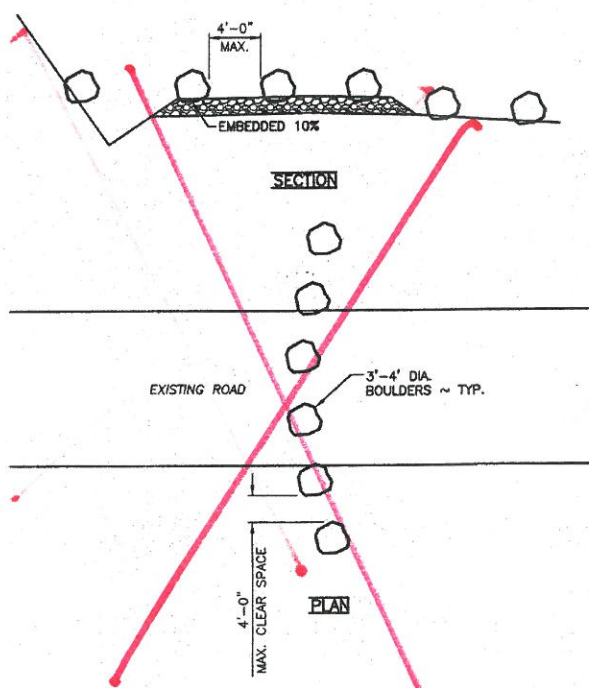 4'-0"
MAX.
EMBEDDED 10%
SECTION
EXISTING ROAD
3'-4' DIA.
BOULDERS ~ TYP.
4'-0"
MAX. CLEAR SPACE
PLAN